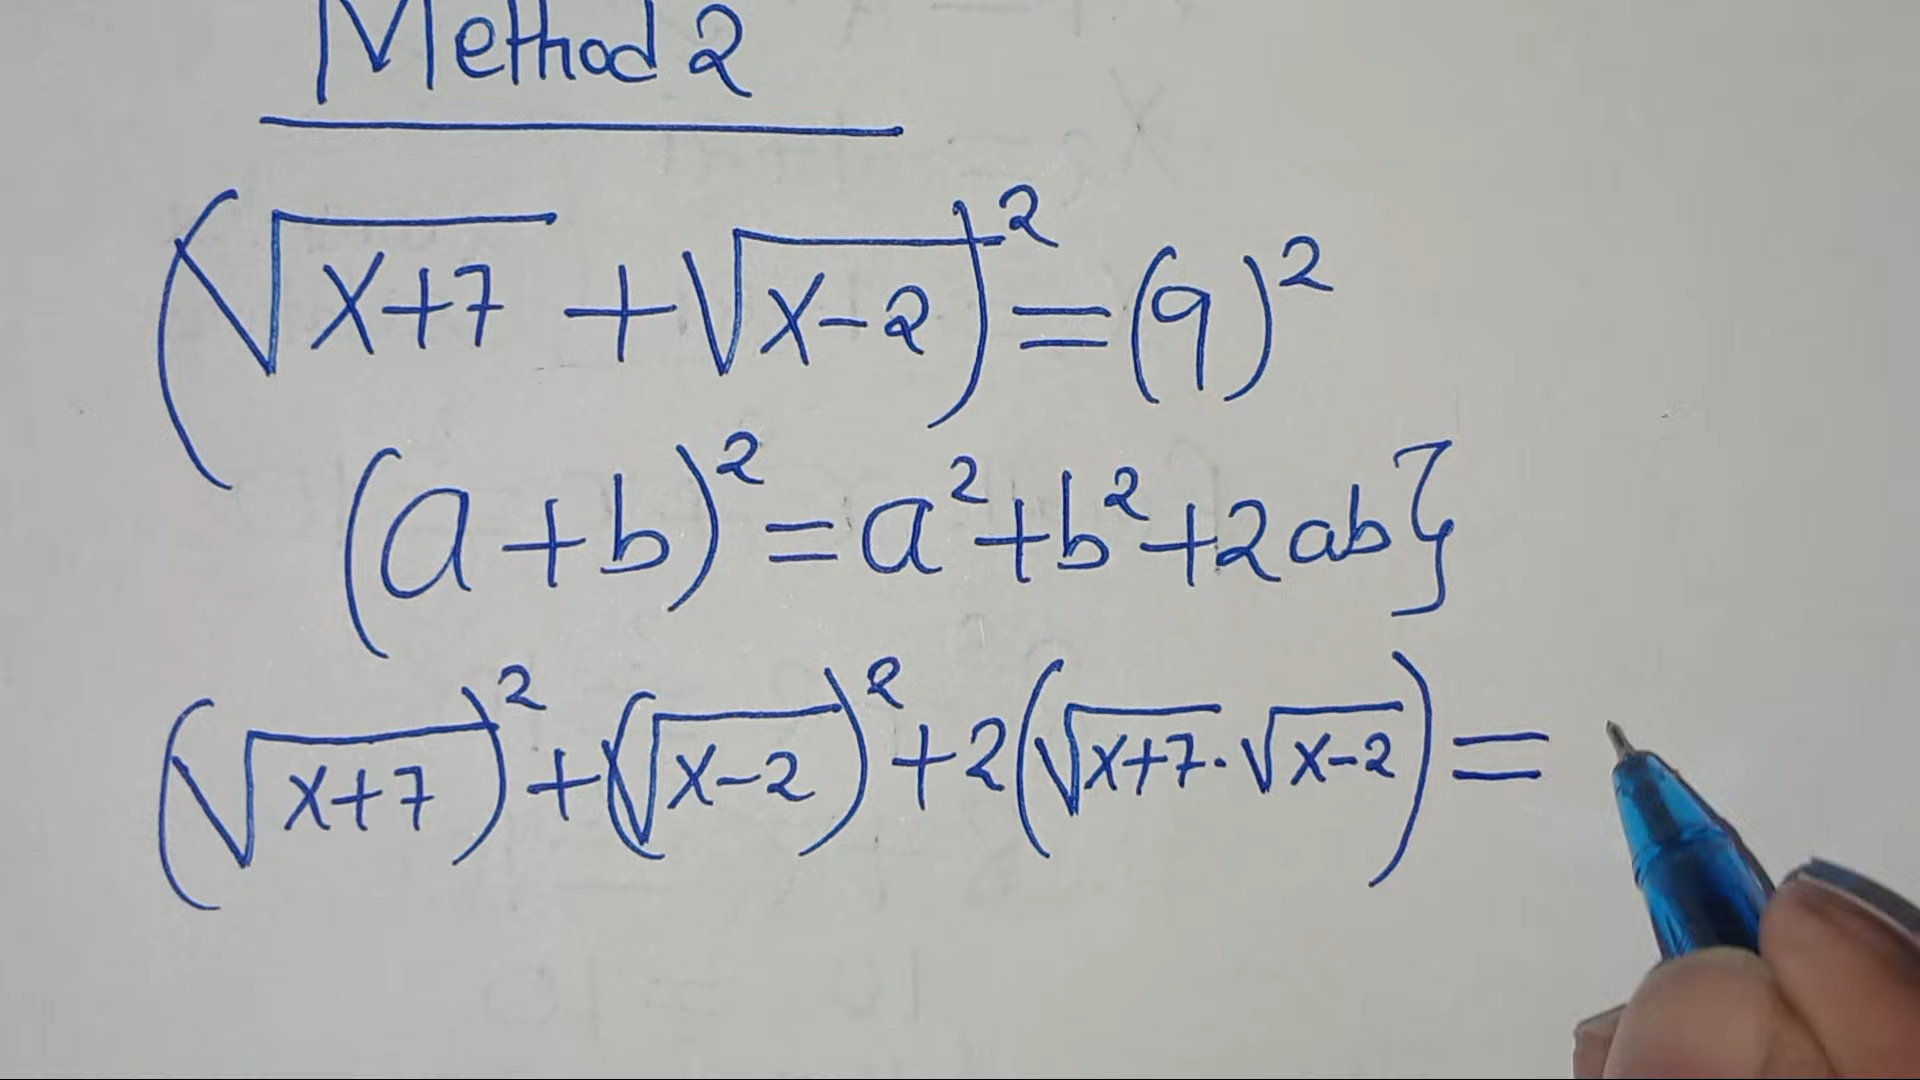 Method 2
(√x+7 + √x-2)² = (9)²
(a+b)² = a²+b²+2ab}
(√x+7)² + (√x-2)² + 2(√x+7 · √x-2) =